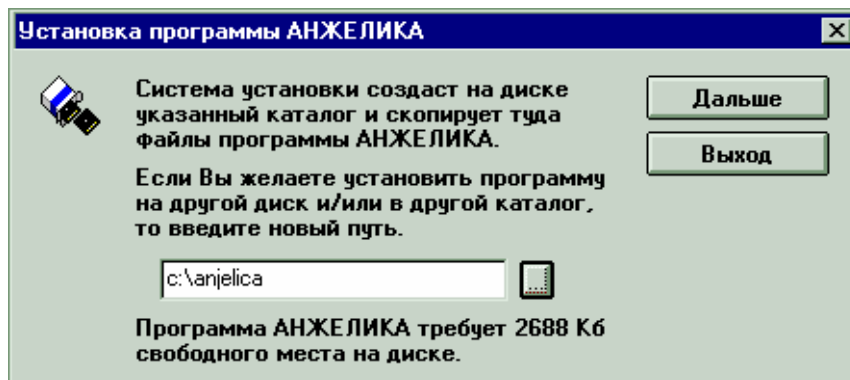 Установка программы АНЖЕЛИКА
Система установки создаст на диске
указанный каталог и скопирует туда
файлы программы АНЖЕЛИКА.
Если Вы желаете установить программу
на другой диск и/или в другой каталог,
то введите новый путь.
c:\anjelica
...
Программа АНЖЕЛИКА требует 2688 Кб
свободного места на диске.
Дальше
Выход